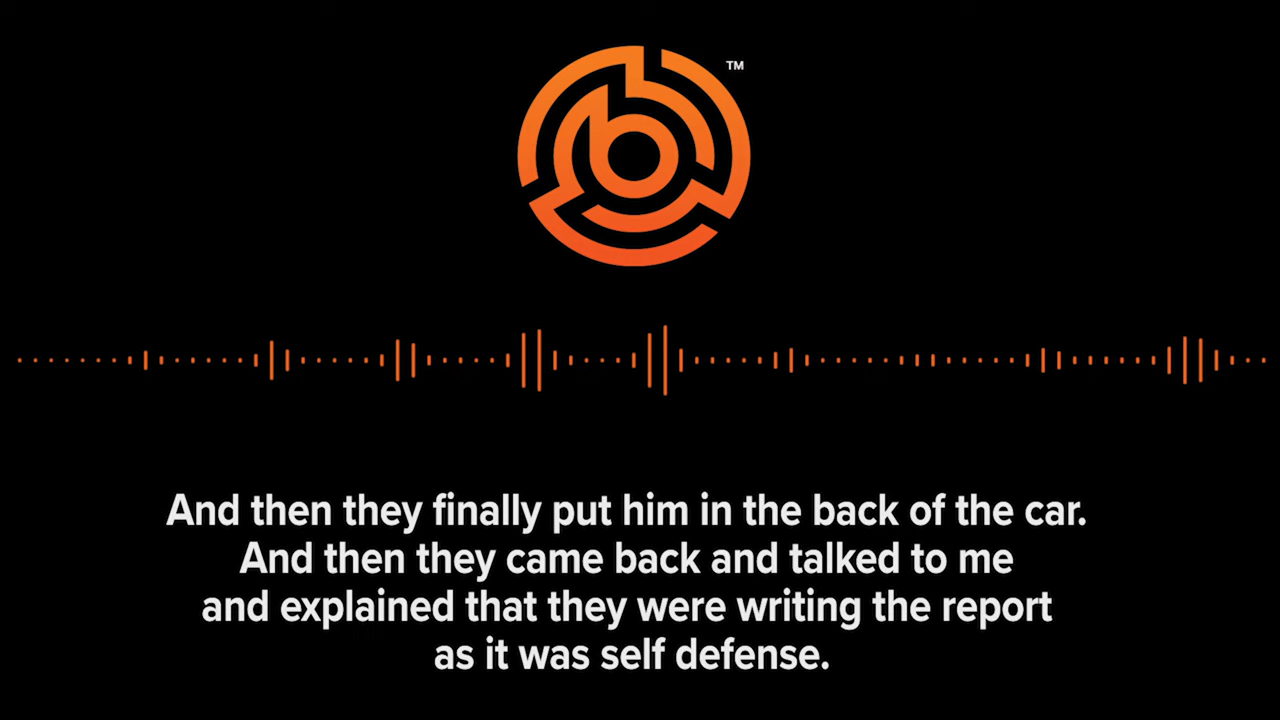 TM
And then they finally put him in the back of the car.
And then they came back and talked to me
and explained that they were writing the report
as it was self defense.